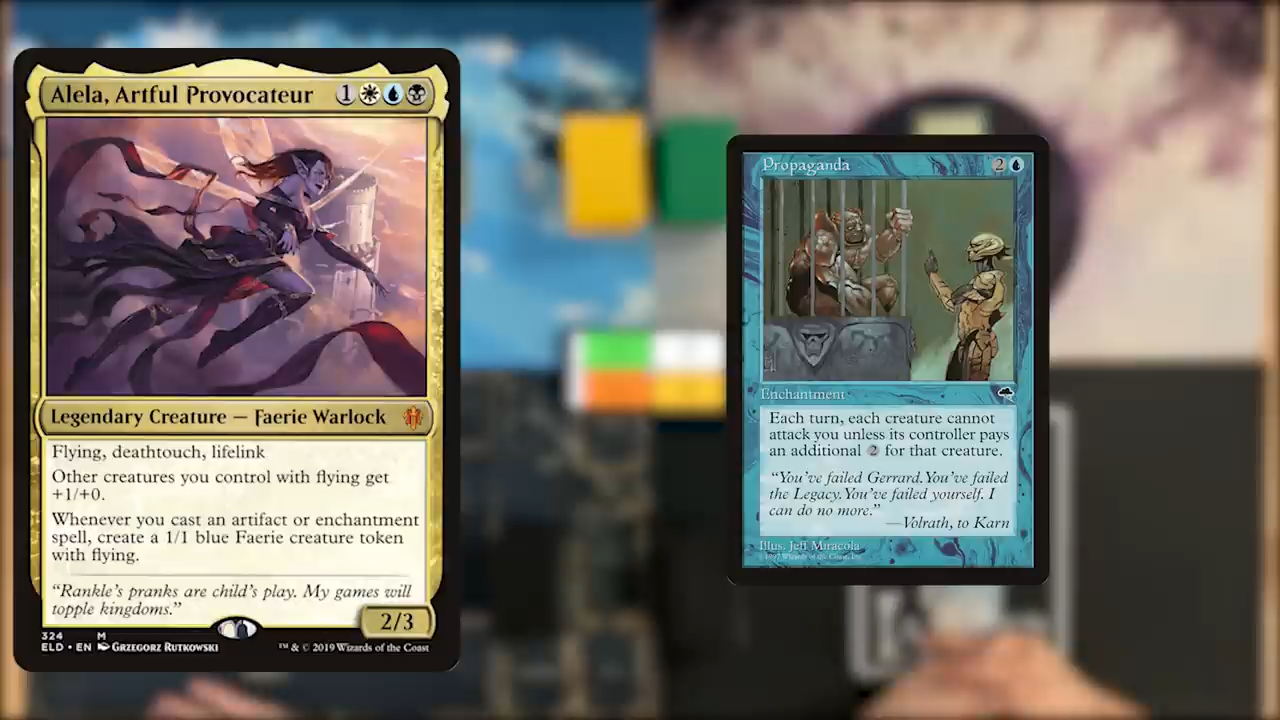 Alela, Artful Provocateur 1
Legendary Creature — Faerie Warlock
Flying, deathtouch, lifelink
Other creatures you control with flying get
+1/+0.
Whenever you cast an artifact or enchantment
spell, create a 1/1 blue Faerie creature token
with flying.
“Rankle’s pranks are child’s play. My games will
topple kingdoms.”
2/3
324 M
ELD • EN Grzegorz Rutkowski ™ & © 2019 Wizards of the Coast
Propaganda 2
Enchantment
Each turn, each creature cannot
attack you unless its controller pays
an additional 2 for that creature.
“You’ve failed Gerrard. You’ve failed
the Legacy. You’ve failed yourself. I
can do no more.”
—Volrath, to Karn
Illus. Jeff Miracola